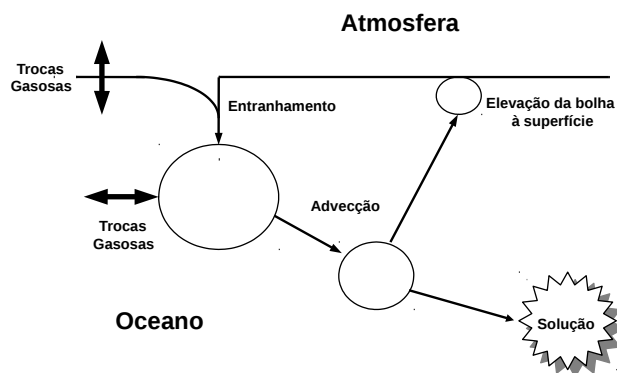 Atmosfera
Trocas
Gasosas
Entranhamento
Elevação da bolha
à superfície
Trocas
Gasosas
Advecção
Oceano
Solução